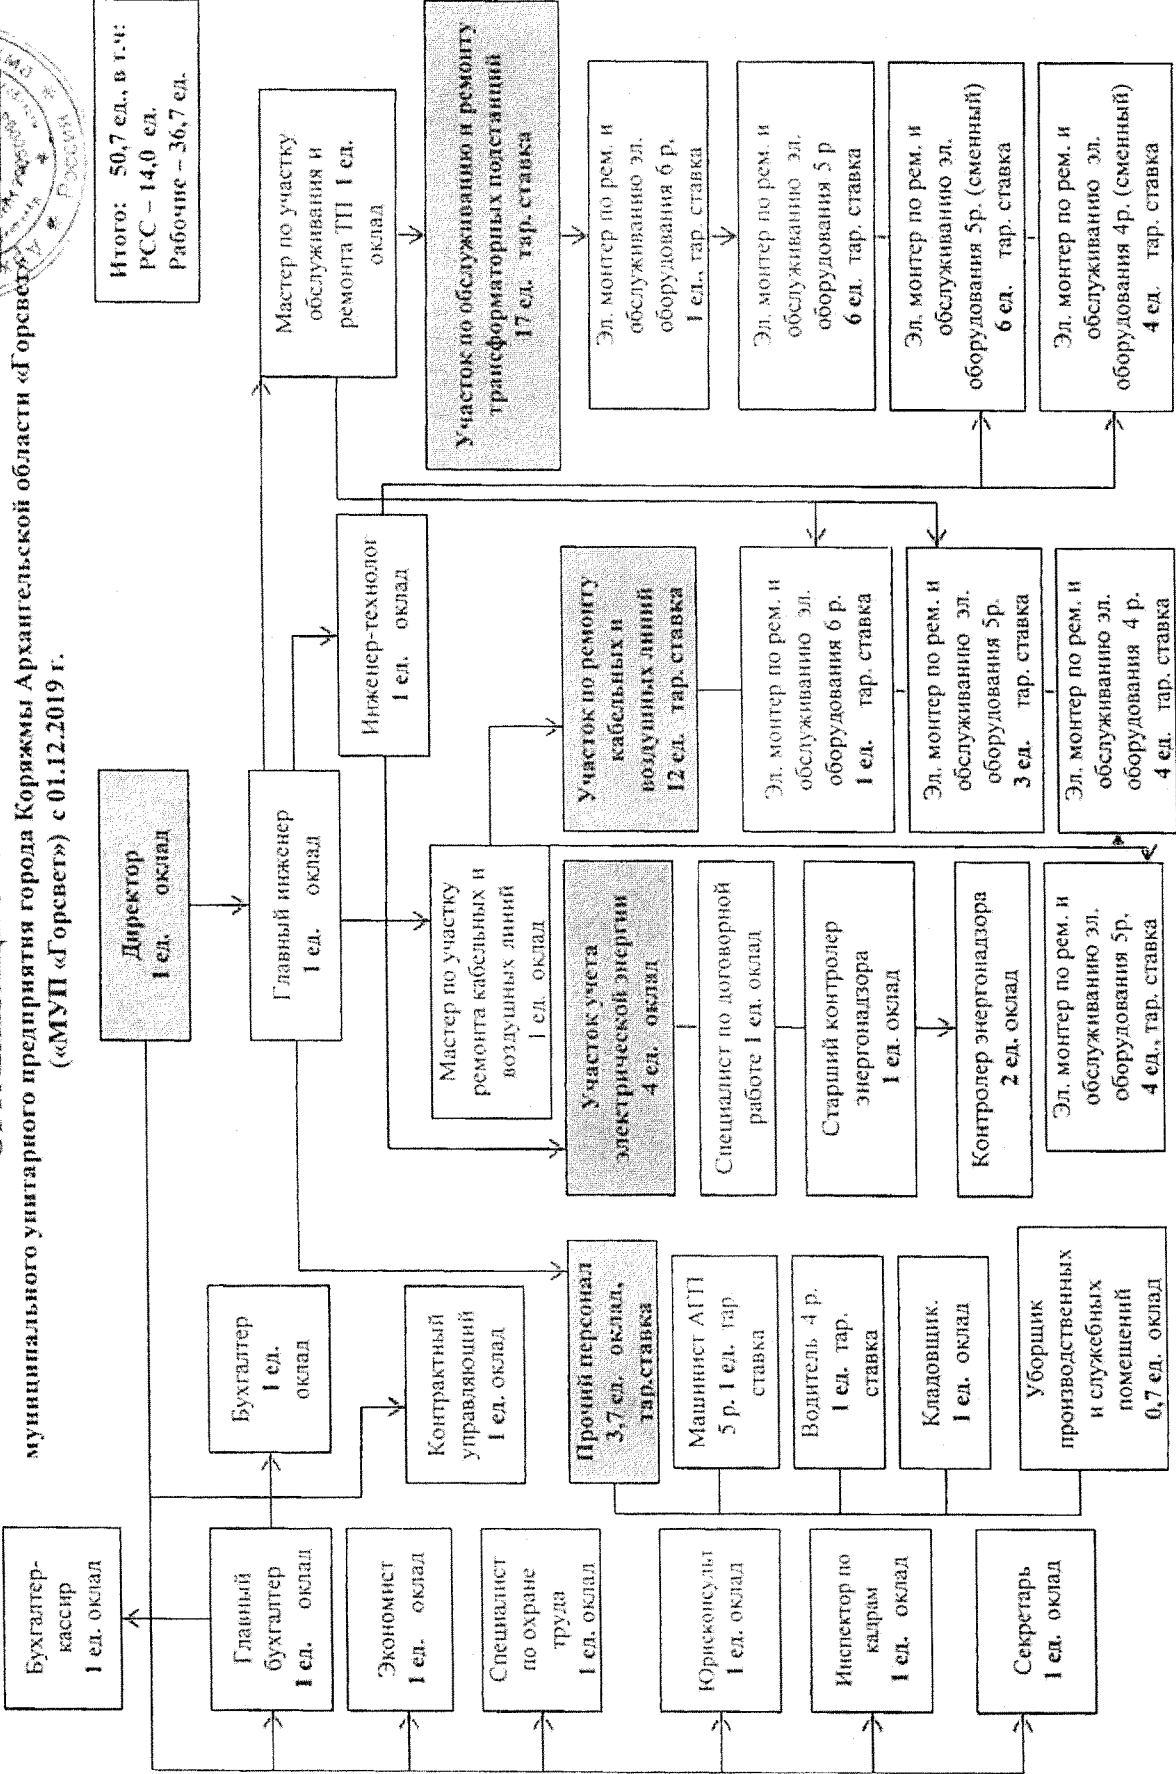 муниципального унитарного предприятия города Коряжмы Архангельской области «Горсвет»
(«МУП «Горсвет») с 01.12.2019 г.
России
Итого: 50,7 ед., в т.ч:
РСС – 14,0 ед.
Рабочие – 36,7 ед.
Директор
1 ед. оклад
Бухгалтер-
кассир
1 ед. оклад
Главный
бухгалтер
1 ед. оклад
Бухгалтер
1 ед.
оклад
Экономист
1 ед. оклад
Контрактный
управляющий
1 ед. оклад
Специалист
по охране
труда
1 ед. оклад
Юрисконсульт
1 ед. оклад
Инспектор по
кадрам
1 ед. оклад
Секретарь
1 ед. оклад
Главный инженер
1 ед. оклад
Прочий персонал
3,7 ед. оклад,
тар.ставка
Машинист АГП
5 р. 1 ед. тар
ставка
Водитель 4 р.
1 ед. тар.
ставка
Кладовщик.
1 ед. оклад
Уборщик
производственных
и служебных
помещений
0,7 ед. оклад
Инженер-технолог
1 ед. оклад
Мастер по участку
ремонта кабельных и
воздушных линий
1 ед. оклад
Участок учета
электрической энергии
4 ед. оклад
Специалист по договорной
работе 1 ед. оклад
Старший контролер
энергонадзора
1 ед. оклад
Контролер энергонадзора
2 ед. оклад
Эл. монтер по рем. и
обслуживанию эл.
оборудования 5р.
4 ед., тар. ставка
Участок по ремонту
кабельных и
воздушных линий
12 ед. тар. ставка
Эл. монтер по рем. и
обслуживанию эл.
оборудования 6 р.
1 ед. тар. ставка
Эл. монтер по рем. и
обслуживанию эл.
оборудования 5р.
3 ед. тар. ставка
Эл. монтер по рем. и
обслуживанию эл.
оборудования 4 р.
4 ед. тар. ставка
Мастер по участку
обслуживания и
ремонта ТП 1 ед.
оклад
Участок по обслуживанию и ремонту
трансформаторных подстанций
17 ед. тар. ставка
Эл. монтер по рем. и
обслуживанию эл.
оборудования 6 р.
1 ед., тар. ставка
Эл. монтер по рем. и
обслуживанию эл.
оборудования 5 р
6 ед. тар. ставка
Эл. монтер по рем. и
обслуживанию эл.
оборудования 5р. (сменный)
6 ед. тар. ставка
Эл. монтер по рем. и
обслуживанию эл.
оборудования 4р. (сменный)
4 ед. тар. ставка